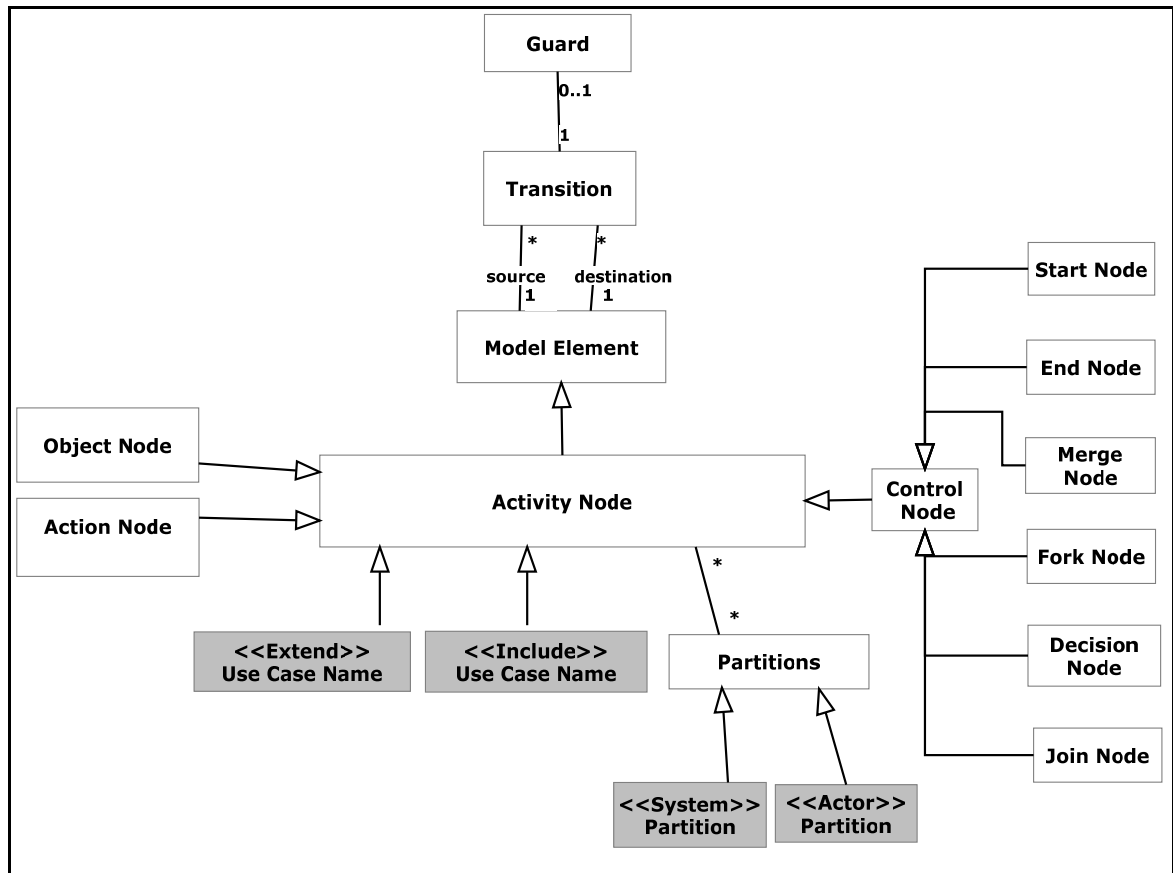 Guard
0..1
1
Transition
*
*
source
destination
1
1
Model Element
Start Node
End Node
Merge
Node
Control
Node
Fork Node
Decision
Node
Join Node
Object Node
Action Node
Activity Node
*
*
<<Extend>>
Use Case Name
<<Include>>
Use Case Name
Partitions
<<System>>
Partition
<<Actor>>
Partition